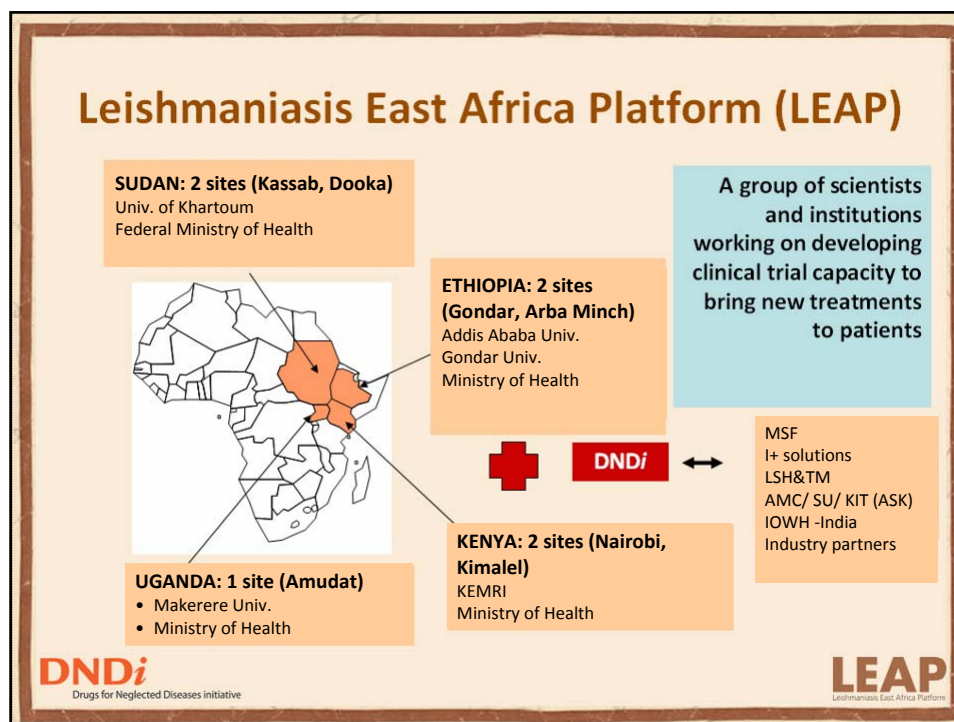 Leishmaniasis East Africa Platform (LEAP)
SUDAN: 2 sites (Kassab, Dooka)
Univ. of Khartoum
Federal Ministry of Health
A group of scientists
and institutions
working on developing
clinical trial capacity to
bring new treatments
to patients
ETHIOPIA: 2 sites
(Gondar, Arba Minch)
Addis Ababa Univ.
Gondar Univ.
Ministry of Health
DNDi
MSF
I+ solutions
LSH&TM
AMC/ SU/ KIT (ASK)
IOWH -India
Industry partners
KENYA: 2 sites (Nairobi,
Kimalel)
KEMRI
Ministry of Health
UGANDA: 1 site (Amudat)
• Makerere Univ.
• Ministry of Health
DNDi
Drugs for Neglected Diseases initiative
LEAP
Leishmaniasis East Africa Platform